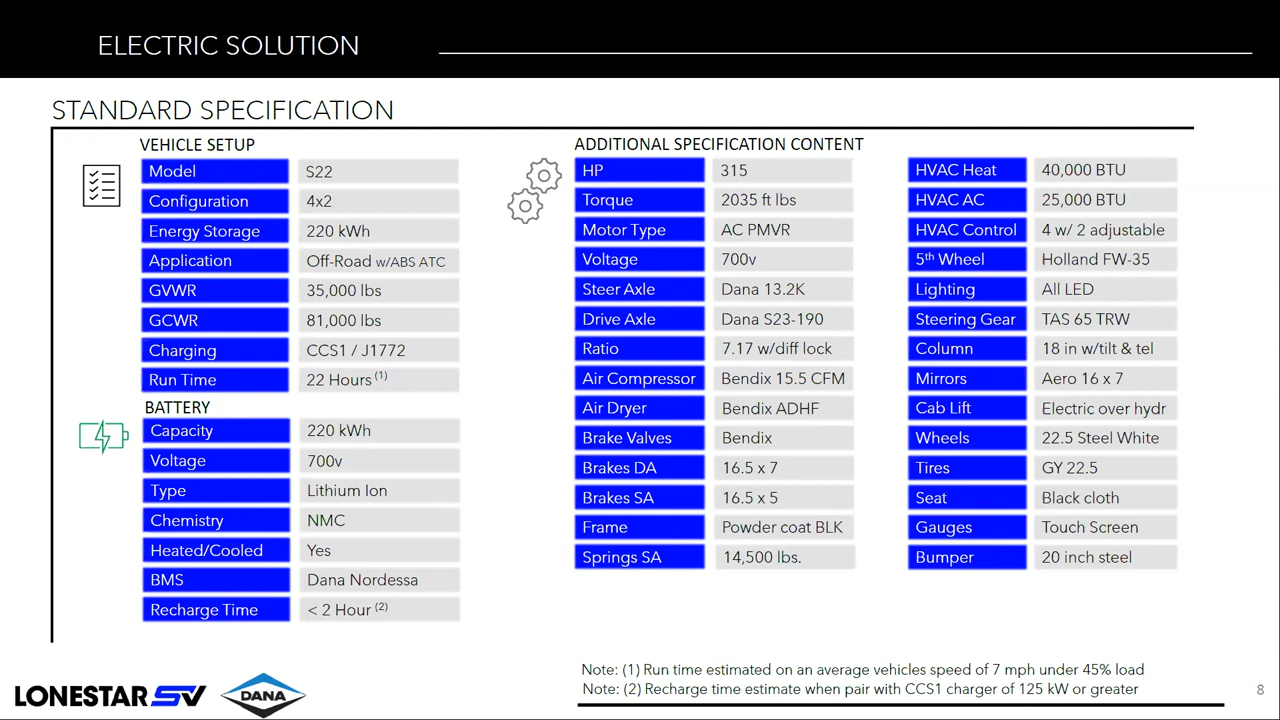 ELECTRIC SOLUTION
STANDARD SPECIFICATION
VEHICLE SETUP
Model S22
Configuration 4x2
Energy Storage 220 kWh
Application Off-Road w/ABS ATC
GVWR 35,000 lbs
GCWR 81,000 lbs
Charging CCS1 / J1772
Run Time 22 Hours (1)
BATTERY
Capacity 220 kWh
Voltage 700v
Type Lithium Ion
Chemistry NMC
Heated/Cooled Yes
BMS Dana Nordessa
Recharge Time < 2 Hour (2)
ADDITIONAL SPECIFICATION CONTENT
HP 315
Torque 2035 ft lbs
Motor Type AC PMVR
Voltage 700v
Steer Axle Dana 13.2K
Drive Axle Dana S23-190
Ratio 7.17 w/diff lock
Air Compressor Bendix 15.5 CFM
Air Dryer Bendix ADHF
Brake Valves Bendix
Brakes DA 16.5 x 7
Brakes SA 16.5 x 5
Frame Powder coat BLK
Springs SA 14,500 lbs.
HVAC Heat 40,000 BTU
HVAC AC 25,000 BTU
HVAC Control 4 w/ 2 adjustable
5th Wheel Holland FW-35
Lighting All LED
Steering Gear TAS 65 TRW
Column 18 in w/tilt & tel
Mirrors Aero 16 x 7
Cab Lift Electric over hydr
Wheels 22.5 Steel White
Tires GY 22.5
Seat Black cloth
Gauges Touch Screen
Bumper 20 inch steel
Note: (1) Run time estimated on an average vehicles speed of 7 mph under 45% load
Note: (2) Recharge time estimate when pair with CCS1 charger of 125 kW or greater
LONESTAR SV
DANA
8